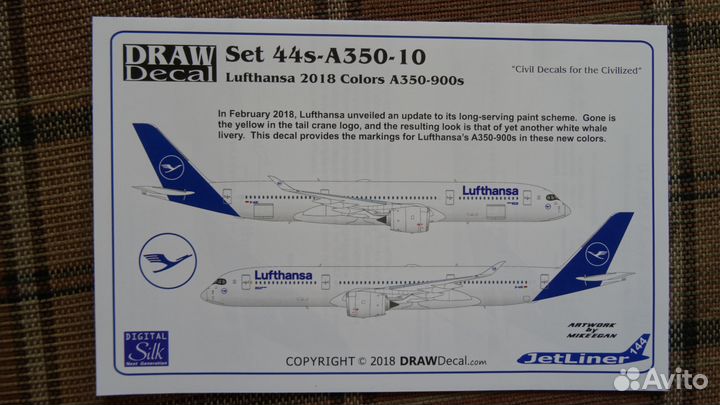 DRAW Decal
Set 44s-A350-10
Lufthansa 2018 Colors A350-900s
"Civil Decals for the Civilized"
In February 2018, Lufthansa unveiled an update to its long-serving paint scheme. Gone is
the yellow in the tail crane logo, and the resulting look is that of yet another white whale
livery. This decal provides the markings for Lufthansa's A350-900s in these new colors.
Lufthansa
Lufthansa
DIGITAL
Silk
Next Generation
COPYRIGHT © 2018 DRAWDecal.com
ARTWORK
by
MIKE EGAN
JetLiner 144
Avito